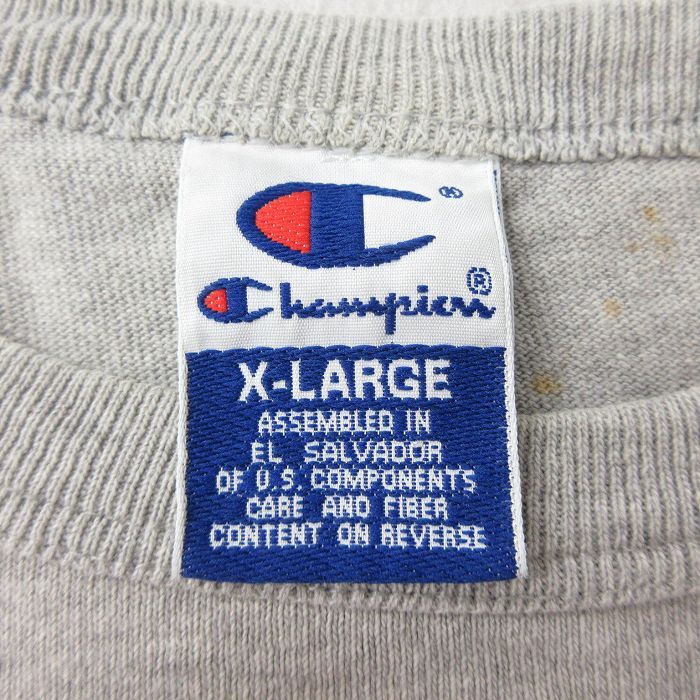 Champion®
X-LARGE
ASSEMBLED IN
EL SALVADOR
OF U.S. COMPONENTS
CARE AND FIBER
CONTENT ON REVERSE